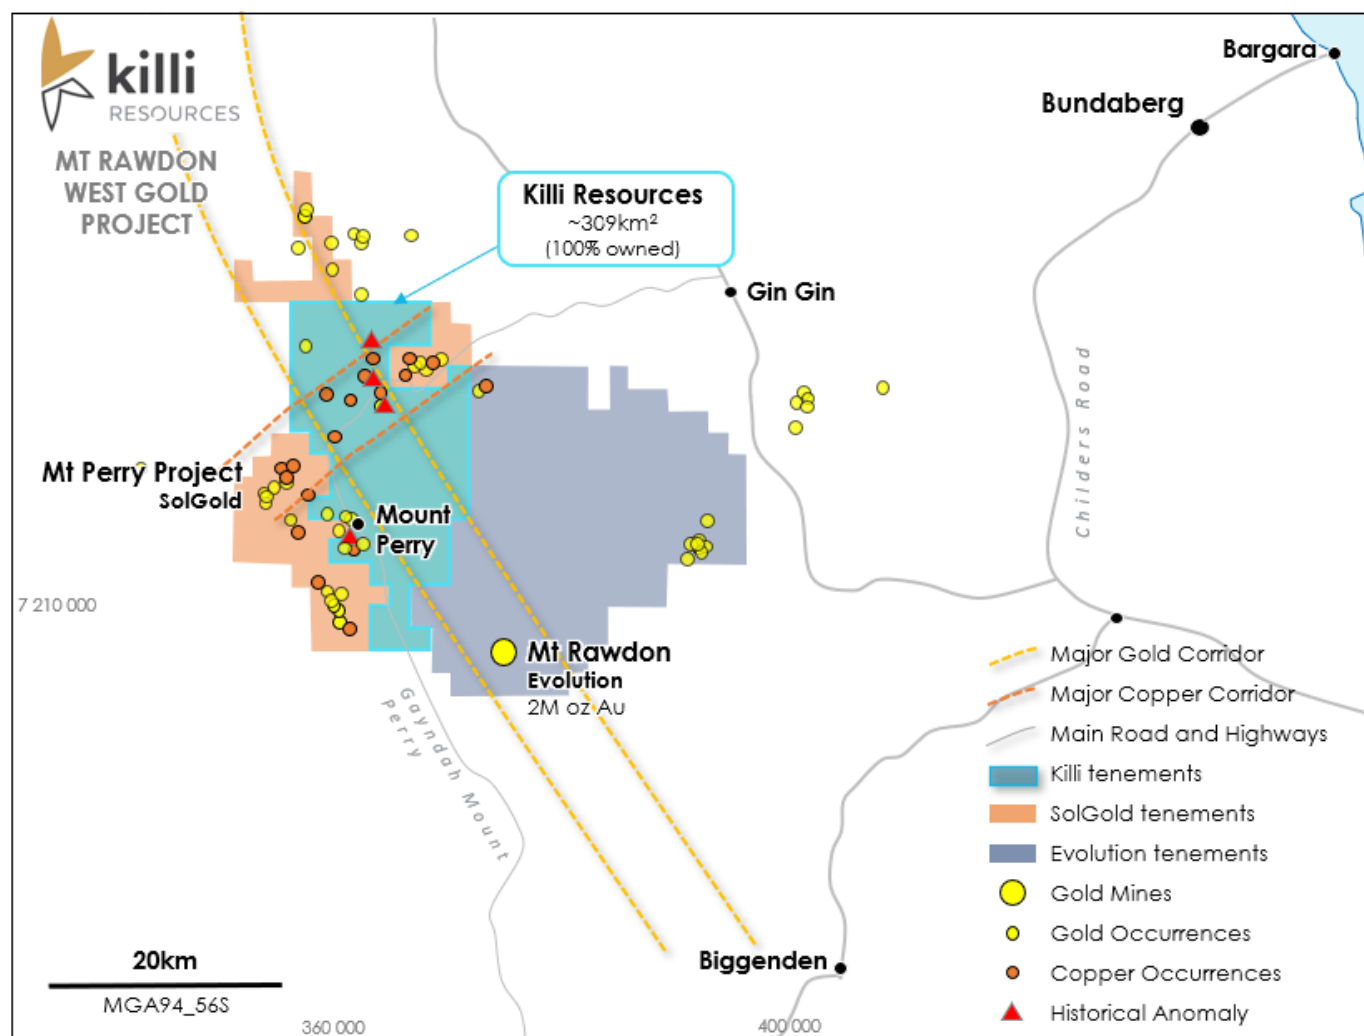 killi
RESOURCES
MT RAWDON
WEST GOLD
PROJECT
Bargara
Bundaberg
Killi Resources
~309km²
(100% owned)
Gin Gin
Childers Road
Mt Perry Project
SolGold
Mount
Perry
7 210 000
Mt Rawdon
Evolution
2M oz Au
Gayndah Mount
Perry
Major Gold Corridor
Major Copper Corridor
Main Road and Highways
Killi tenements
SolGold tenements
Evolution tenements
Gold Mines
Gold Occurrences
Copper Occurrences
Historical Anomaly
Biggenden
20km
MGA94_56S
360 000
400 000